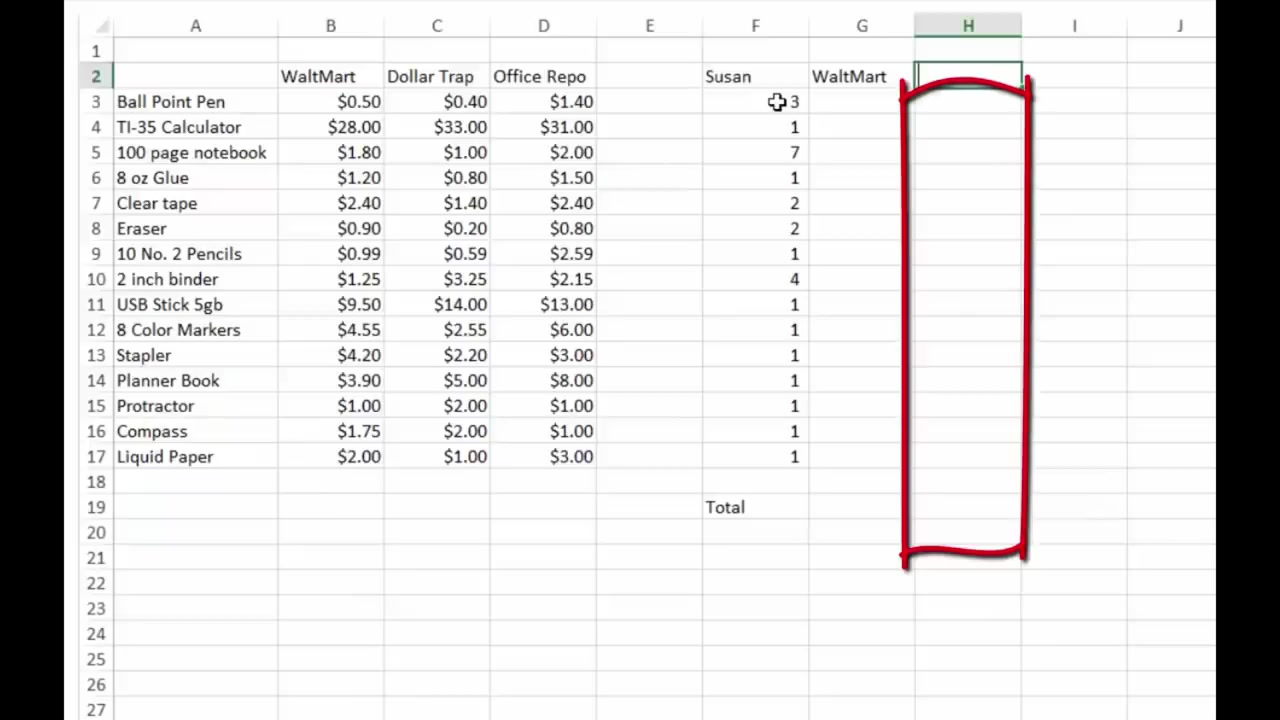 A B C D E F G H I J
1
2 WaltMart Dollar Trap Office Repo Susan WaltMart
3 Ball Point Pen $0.50 $0.40 $1.40 3
4 TI-35 Calculator $28.00 $33.00 $31.00 1
5 100 page notebook $1.80 $1.00 $2.00 7
6 8 oz Glue $1.20 $0.80 $1.50 1
7 Clear tape $2.40 $1.40 $2.40 2
8 Eraser $0.90 $0.20 $0.80 2
9 10 No. 2 Pencils $0.99 $0.59 $2.59 1
10 2 inch binder $1.25 $3.25 $2.15 4
11 USB Stick 5gb $9.50 $14.00 $13.00 1
12 8 Color Markers $4.55 $2.55 $6.00 1
13 Stapler $4.20 $2.20 $3.00 1
14 Planner Book $3.90 $5.00 $8.00 1
15 Protractor $1.00 $2.00 $1.00 1
16 Compass $1.75 $2.00 $1.00 1
17 Liquid Paper $2.00 $1.00 $3.00 1
18
19 Total
20
21
22
23
24
25
26
27